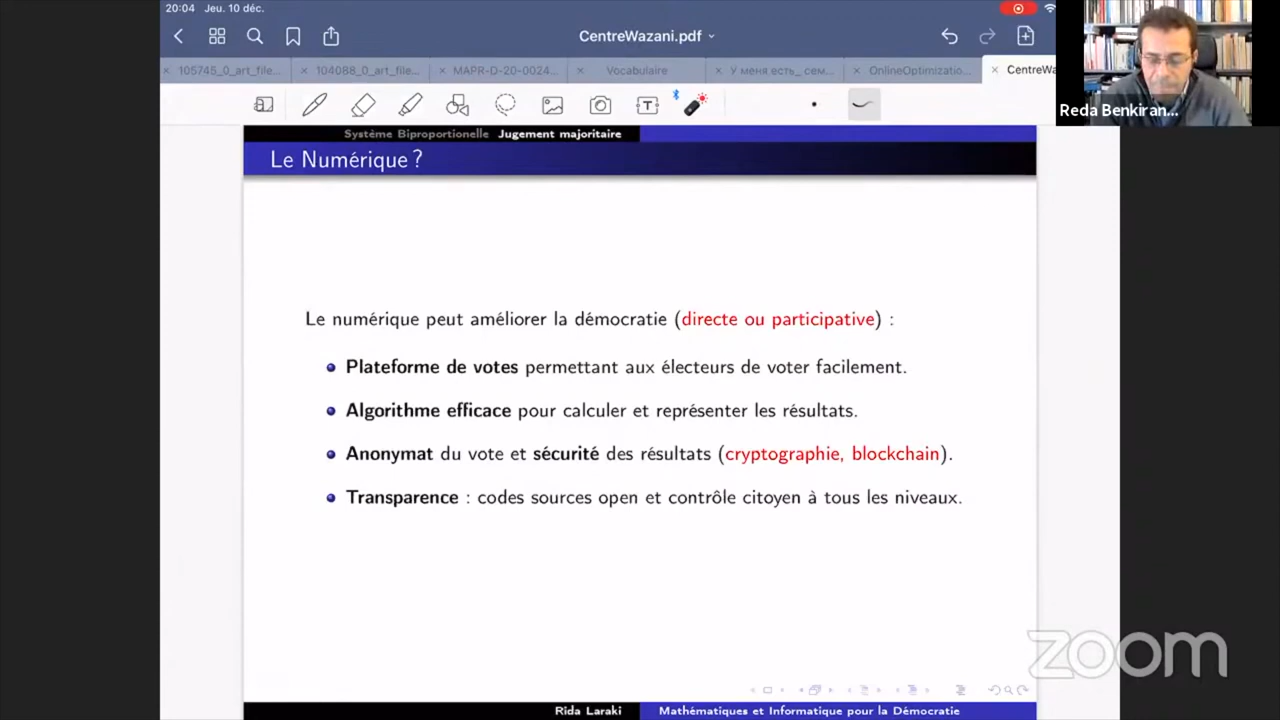 20:04 Jeu. 10 déc.
CentreWazani.pdf
105745_0_art_file...
104088_0_art_file...
MAPR-D-20-0024...
Vocabulaire
У меня есть_ сем...
OnlineOptimizatio...
CentreWa
Reda Benkiran...
Système Biproportionelle Jugement majoritaire
Le Numérique ?
Le numérique peut améliorer la démocratie (directe ou participative) :
Plateforme de votes permettant aux électeurs de voter facilement.
Algorithme efficace pour calculer et représenter les résultats.
Anonymat du vote et sécurité des résultats (cryptographie, blockchain).
Transparence : codes sources open et contrôle citoyen à tous les niveaux.
zoom
Rida Laraki Mathématiques et Informatique pour la Démocratie